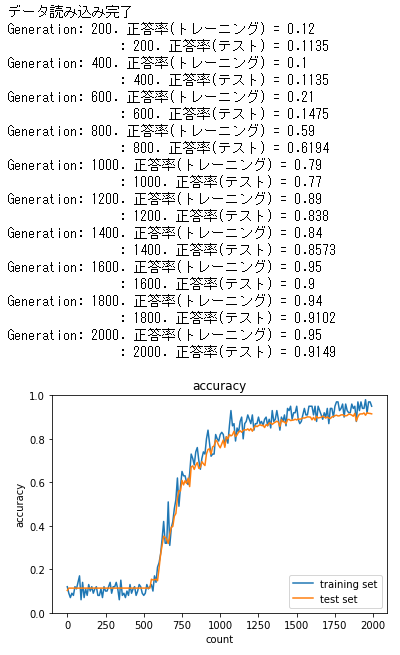 データ読み込み完了
Generation: 200. 正答率(トレーニング) = 0.12
: 200. 正答率(テスト) = 0.1135
Generation: 400. 正答率(トレーニング) = 0.1
: 400. 正答率(テスト) = 0.1135
Generation: 600. 正答率(トレーニング) = 0.21
: 600. 正答率(テスト) = 0.1475
Generation: 800. 正答率(トレーニング) = 0.59
: 800. 正答率(テスト) = 0.6194
Generation: 1000. 正答率(トレーニング) = 0.79
: 1000. 正答率(テスト) = 0.77
Generation: 1200. 正答率(トレーニング) = 0.89
: 1200. 正答率(テスト) = 0.838
Generation: 1400. 正答率(トレーニング) = 0.84
: 1400. 正答率(テスト) = 0.8573
Generation: 1600. 正答率(トレーニング) = 0.95
: 1600. 正答率(テスト) = 0.9
Generation: 1800. 正答率(トレーニング) = 0.94
: 1800. 正答率(テスト) = 0.9102
Generation: 2000. 正答率(トレーニング) = 0.95
: 2000. 正答率(テスト) = 0.9149
accuracy
1.0
0.8
0.6
0.4
0.2
0.0
accuracy
training set
test set
0 250 500 750 1000 1250 1500 1750 2000
count